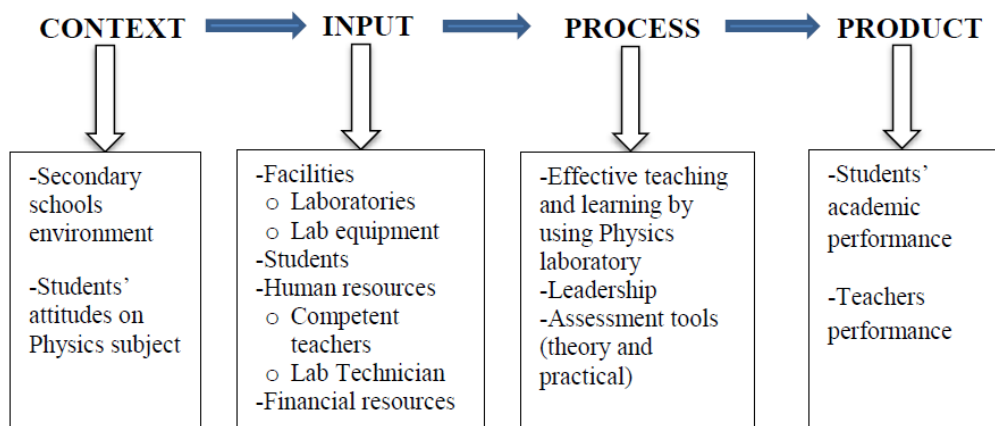 CONTEXT INPUT PROCESS PRODUCT
-Secondary
schools
environment
-Students’
attitudes on
Physics subject
-Facilities
o Laboratories
o Lab equipment
-Students
-Human resources
o Competent
teachers
o Lab Technician
-Financial resources
-Effective teaching
and learning by
using Physics
laboratory
-Leadership
-Assessment tools
(theory and
practical)
-Students’
academic
performance
-Teachers
performance